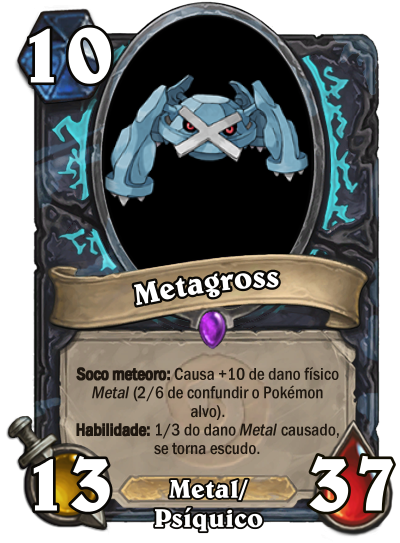 10
Metagross
Soco meteoro: Causa +10 de dano físico
Metal (2/6 de confundir o Pokémon
alvo).
Habilidade: 1/3 do dano Metal causado,
se torna escudo.
13
Metal/
Psíquico
37